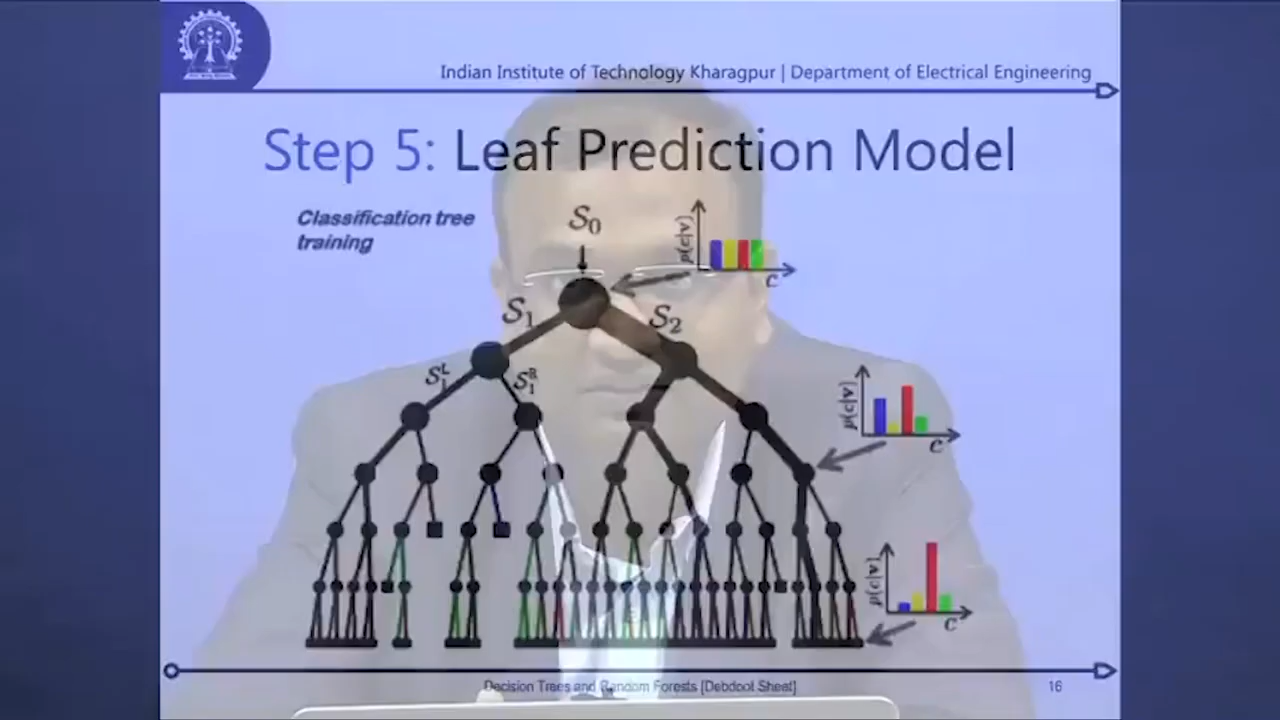 Indian Institute of Technology Kharagpur | Department of Electrical Engineering
Step 5: Leaf Prediction Model
Classification tree
training
S₀
p(c|v)
c
S₁
S₂
S₁ᴸ
S₁ᴿ
p(c|v)
c
p(c|v)
c
Decision Trees and Random Forests [Debdoot Sheet]
16